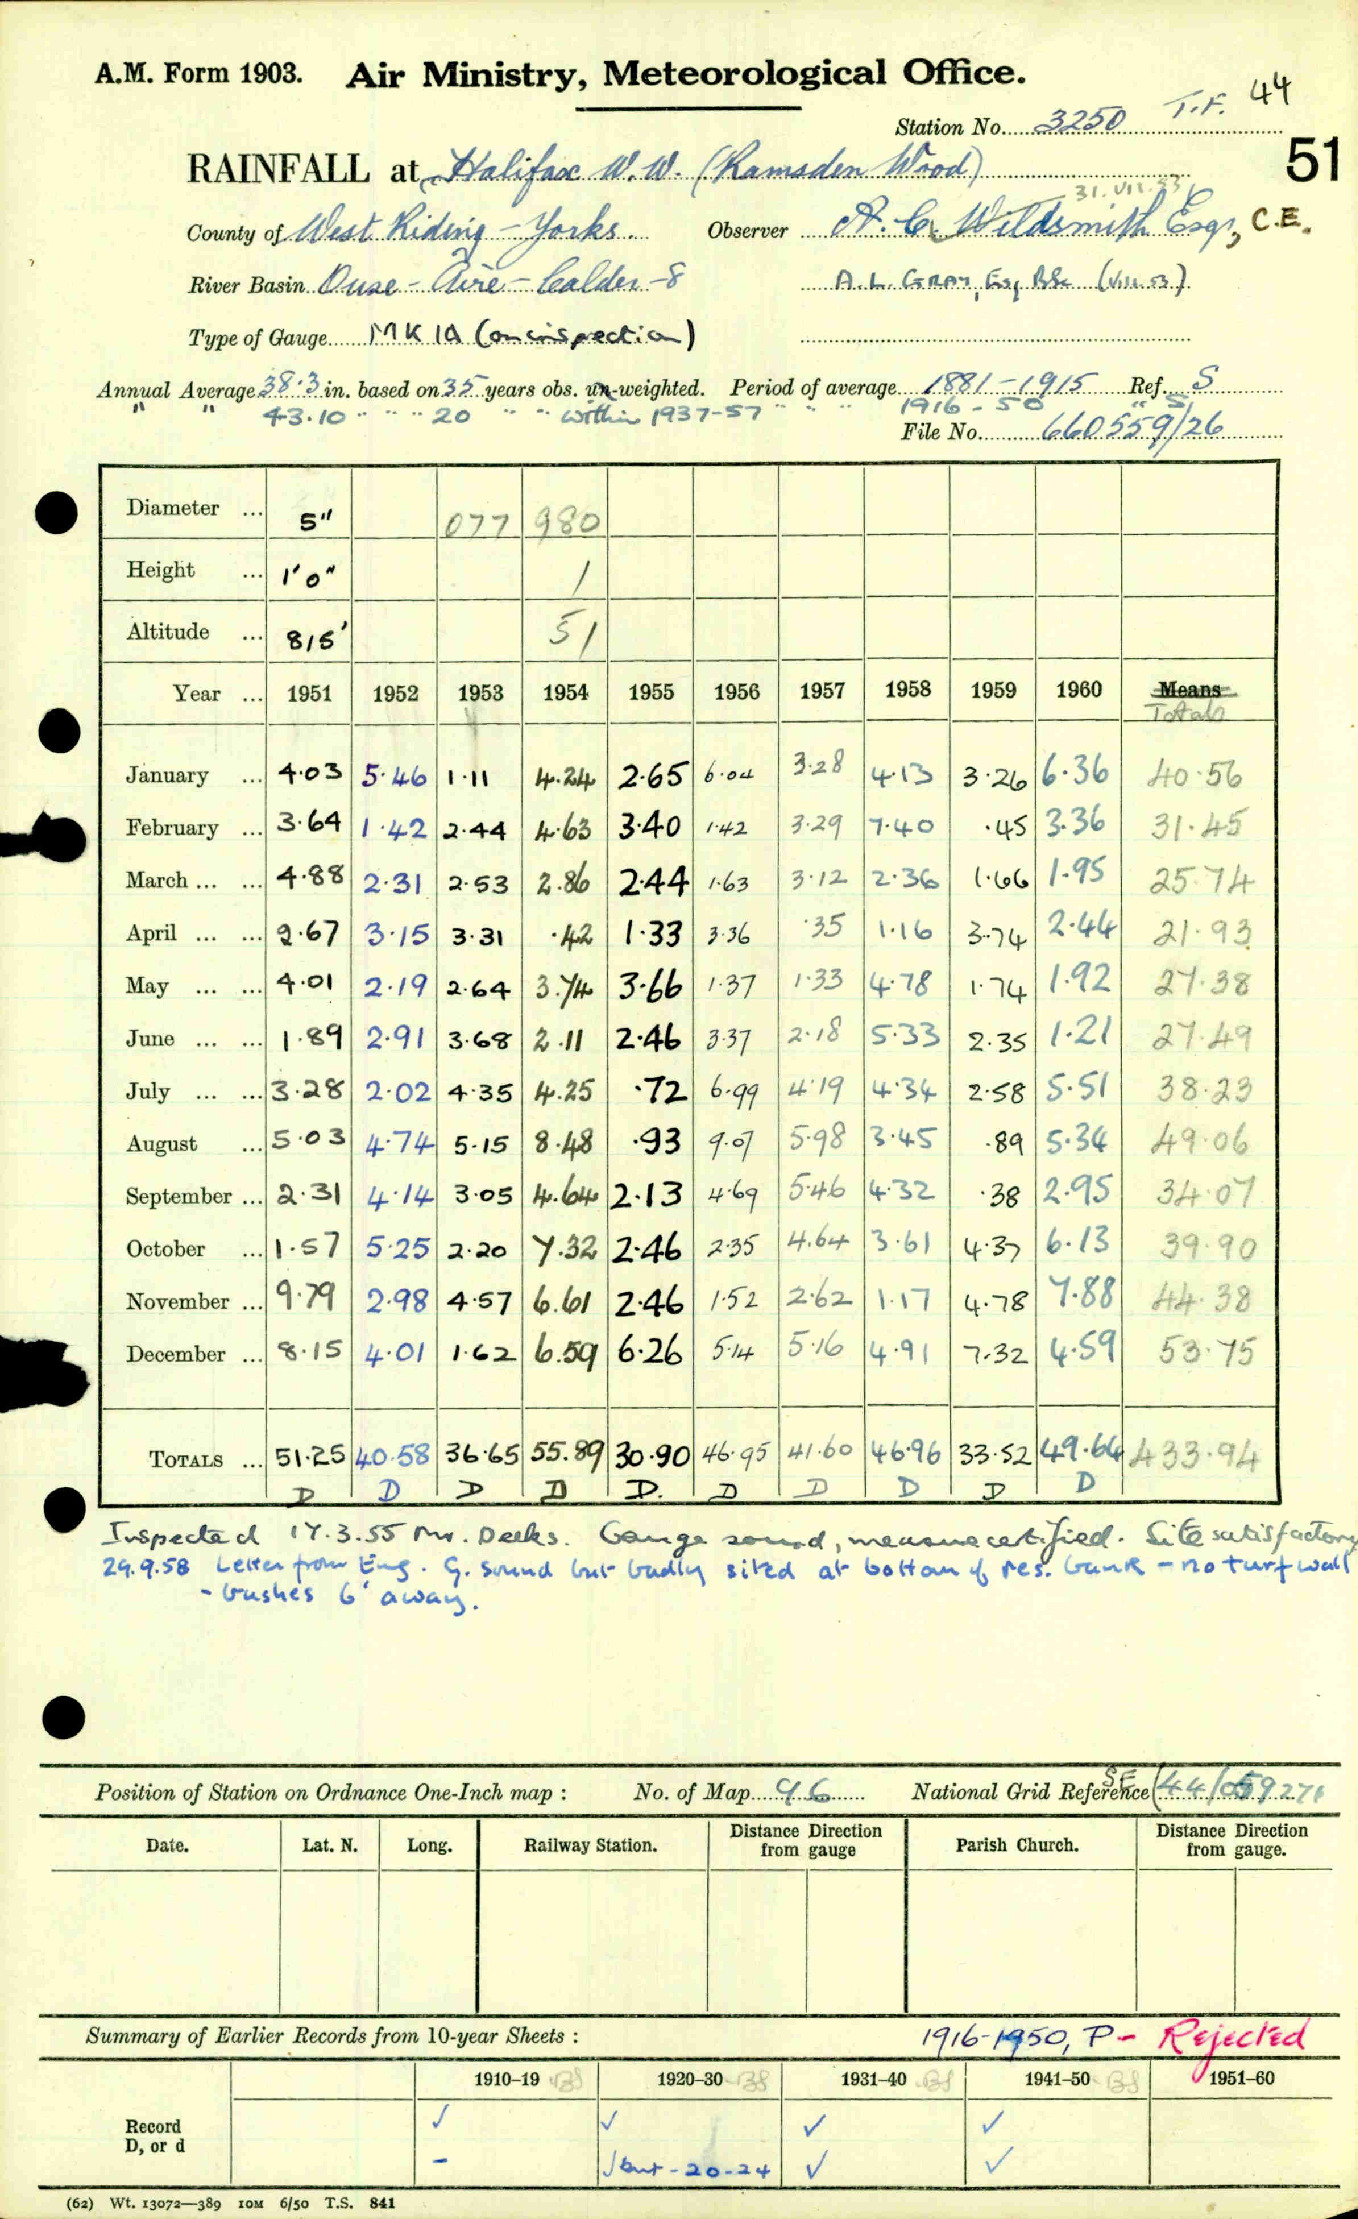 A.M. Form 1903. Air Ministry, Meteorological Office.
44
Station No. 3250 T.F.
51
RAINFALL at Halifax W.W. (Ramsden Wood)
31.VII.53
County of West Riding - Yorks. Observer A. C. Wildsmith Esqr, C.E.
River Basin Ouse - Aire - Calder - 8 A.L. GRAY, Esq BSc (VIII.53)
Type of Gauge MK IA (on inspection)
Annual Average 38.3 in. based on 35 years obs. un-weighted. Period of average 1881-1915 Ref. S
" " 43.10 " " " 20 " " within 1937-57 " " " 1916-50 " S
File No. 660559/26
Diameter ... 5" 077 980
Height ... 1'0" 1
Altitude ... 815' 51
Year ... 1951 1952 1953 1954 1955 1956 1957 1958 1959 1960 Means
Totals
January ... 4.03 5.46 1.11 4.24 2.65 6.04 3.28 4.13 3.26 6.36 40.56
February ... 3.64 1.42 2.44 4.63 3.40 1.42 3.29 7.40 .45 3.36 31.45
March ... ... 4.88 2.31 2.53 2.86 2.44 1.63 3.12 2.36 1.66 1.95 25.74
April ... ... 2.67 3.15 3.31 .42 1.33 3.36 .35 1.16 3.74 2.44 21.93
May ... ... 4.01 2.19 2.64 3.74 3.66 1.37 1.33 4.78 1.74 1.92 27.38
June ... ... 1.89 2.91 3.68 2.11 2.46 3.37 2.18 5.33 2.35 1.21 27.49
July ... ... 3.28 2.02 4.35 4.25 .72 6.99 4.19 4.34 2.58 5.51 38.23
August ... 5.03 4.74 5.15 8.48 .93 9.07 5.98 3.45 .89 5.34 49.06
September ... 2.31 4.14 3.05 4.64 2.13 4.69 5.46 4.32 .38 2.95 34.07
October ... 1.57 5.25 2.20 7.32 2.46 2.35 4.64 3.61 4.37 6.13 39.90
November ... 9.79 2.98 4.57 6.61 2.46 1.52 2.62 1.17 4.78 7.88 44.38
December ... 8.15 4.01 1.62 6.59 6.26 5.14 5.16 4.91 7.32 4.59 53.75
TOTALS ... 51.25 40.58 36.65 55.89 30.90 46.95 41.60 46.96 33.52 49.64 433.94
D D D D D. D D D D D
Inspected 17.3.55 Mr. Deeks. Gauge sound, measure certified. Site satisfactory
29.9.58 Letter from Eng. G. sound but badly sited at bottom of res. bank - no turf wall
- bushes 6' away.
Position of Station on Ordnance One-Inch map : No. of Map 96 National Grid Reference SE (44/
Date. Lat. N. Long. Railway Station. Distance from gauge Direction Parish Church. Distance from gauge. Direction
Summary of Earlier Records from 10-year Sheets : 1916-1950, P - Rejected
1910–19 1920–30 1931–40 1941–50 1951–60
Record ✓ ✓ ✓ ✓
D, or d - ✓ but - 20-24 ✓ ✓
(62) Wt. 13072—389 10M 6/50 T.S. 841